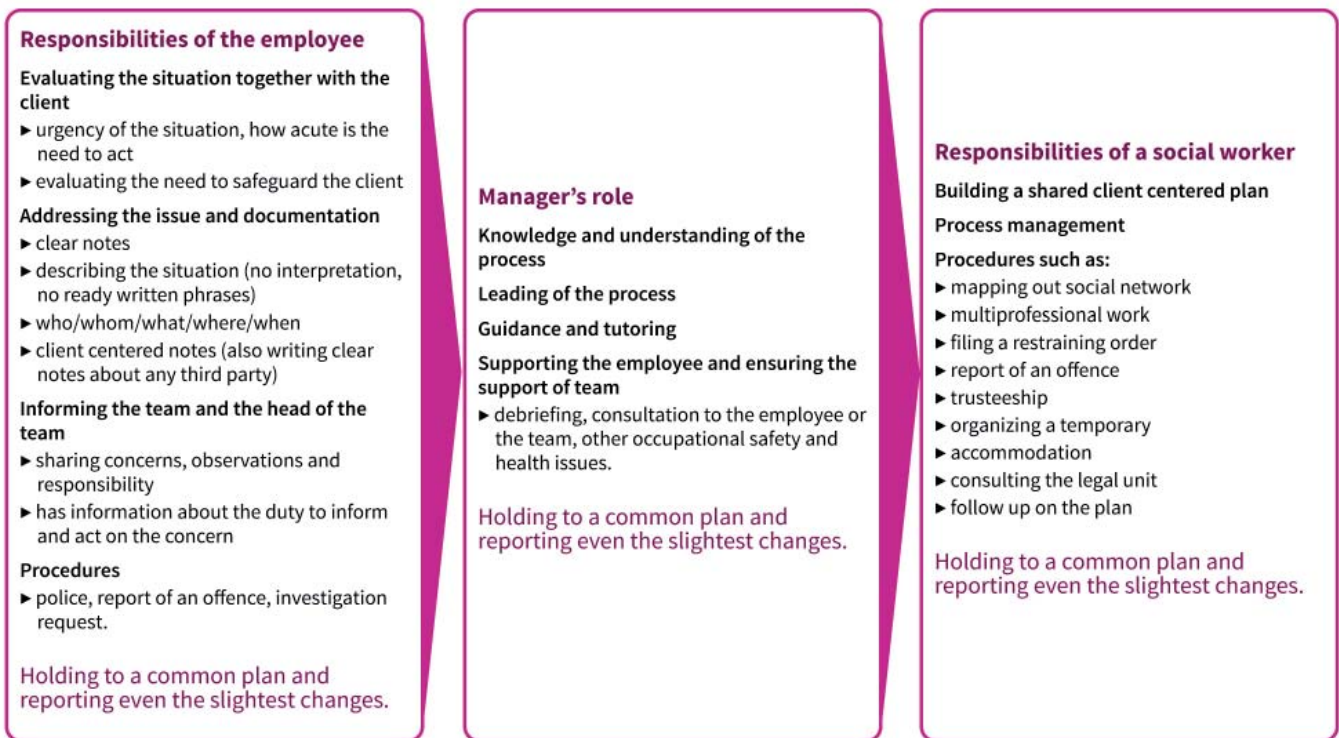 Responsibilities of the employee
Evaluating the situation together with the
client
▸ urgency of the situation, how acute is the
need to act
▸ evaluating the need to safeguard the client
Addressing the issue and documentation
▸ clear notes
▸ describing the situation (no interpretation,
no ready written phrases)
▸ who/whom/what/where/when
▸ client centered notes (also writing clear
notes about any third party)
Informing the team and the head of the
team
▸ sharing concerns, observations and
responsibility
▸ has information about the duty to inform
and act on the concern
Procedures
▸ police, report of an offence, investigation
request.
Holding to a common plan and
reporting even the slightest changes.
Manager’s role
Knowledge and understanding of the
process
Leading of the process
Guidance and tutoring
Supporting the employee and ensuring the
support of team
▸ debriefing, consultation to the employee or
the team, other occupational safety and
health issues.
Holding to a common plan and
reporting even the slightest changes.
Responsibilities of a social worker
Building a shared client centered plan
Process management
Procedures such as:
▸ mapping out social network
▸ multiprofessional work
▸ filing a restraining order
▸ report of an offence
▸ trusteeship
▸ organizing a temporary
▸ accommodation
▸ consulting the legal unit
▸ follow up on the plan
Holding to a common plan and
reporting even the slightest changes.